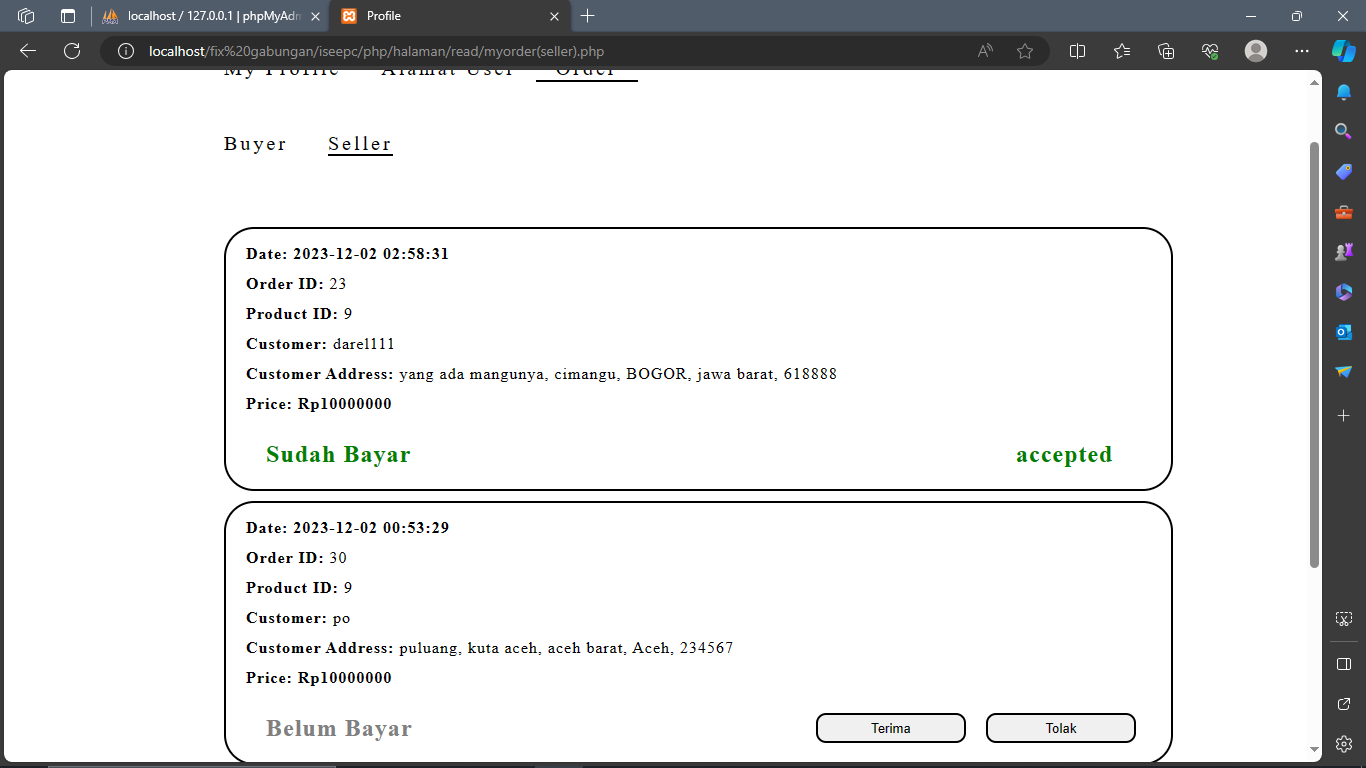 localhost / 127.0.0.1 | phpMyAdn
Profile
localhost/fix%20gabungan/iseepc/php/halaman/read/myorder(seller).php
My Profile Alamat User Order
Buyer Seller
Date: 2023-12-02 02:58:31
Order ID: 23
Product ID: 9
Customer: darel111
Customer Address: yang ada mangunya, cimangu, BOGOR, jawa barat, 618888
Price: Rp10000000
Sudah Bayar accepted
Date: 2023-12-02 00:53:29
Order ID: 30
Product ID: 9
Customer: po
Customer Address: puluang, kuta aceh, aceh barat, Aceh, 234567
Price: Rp10000000
Belum Bayar Terima Tolak